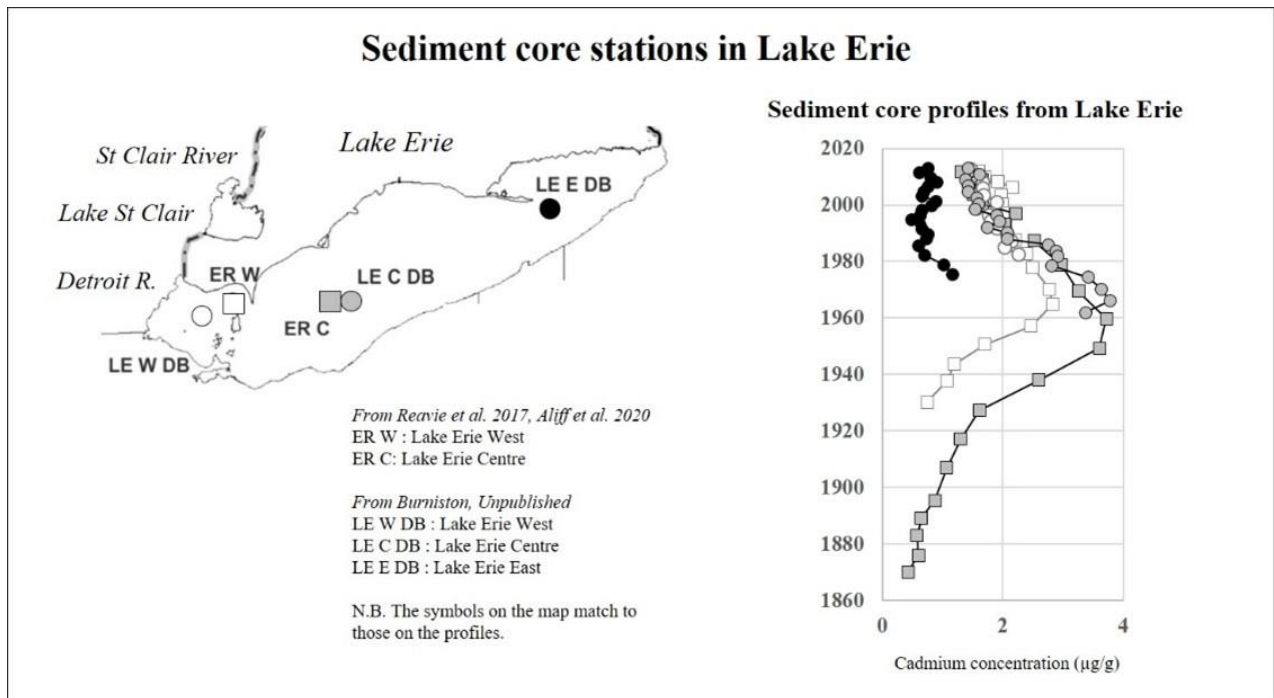 Sediment core stations in Lake Erie
St Clair River
Lake Erie
LE E DB
Lake St Clair
Detroit R.
ER W
LE C DB
ER C
LE W DB
From Reavie et al. 2017, Aliff et al. 2020
ER W : Lake Erie West
ER C: Lake Erie Centre
From Burniston, Unpublished
LE W DB : Lake Erie West
LE C DB : Lake Erie Centre
LE E DB : Lake Erie East
N.B. The symbols on the map match to
those on the profiles.
Sediment core profiles from Lake Erie
2020
2000
1980
1960
1940
1920
1900
1880
1860
0 2 4
Cadmium concentration (µg/g)